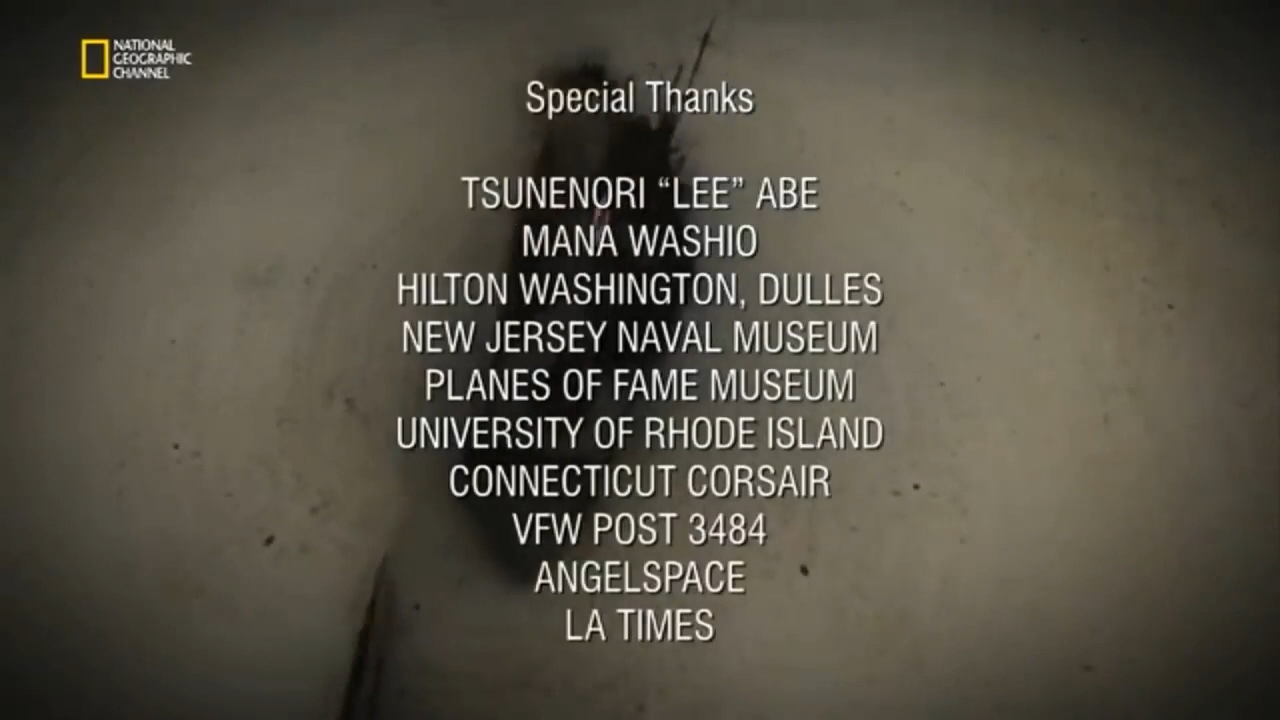 NATIONAL
GEOGRAPHIC
CHANNEL
Special Thanks
TSUNENORI “LEE” ABE
MANA WASHIO
HILTON WASHINGTON, DULLES
NEW JERSEY NAVAL MUSEUM
PLANES OF FAME MUSEUM
UNIVERSITY OF RHODE ISLAND
CONNECTICUT CORSAIR
VFW POST 3484
ANGELSPACE
LA TIMES